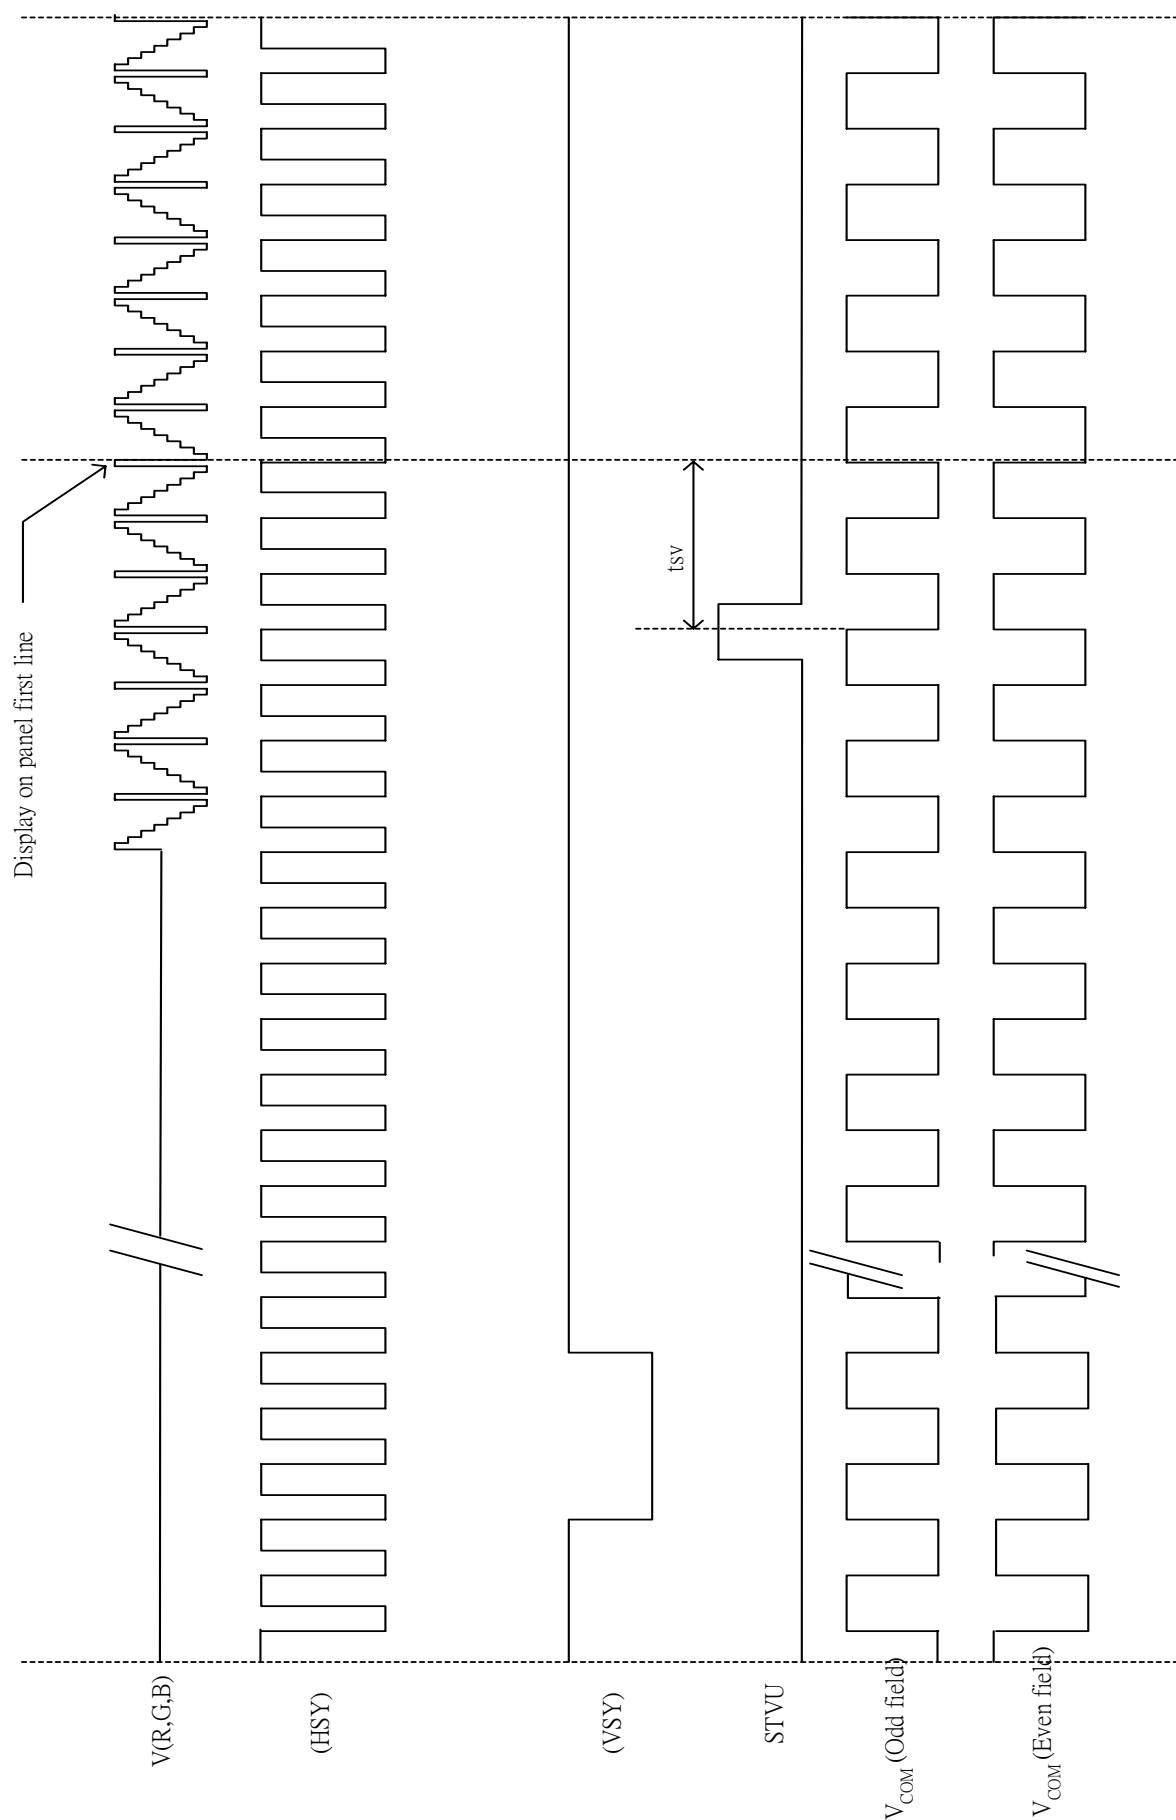 Display on panel first line
tsv
V(R,G,B)
(HSY)
(VSY)
STVU
VCOM (Odd field)
VCOM (Even field)